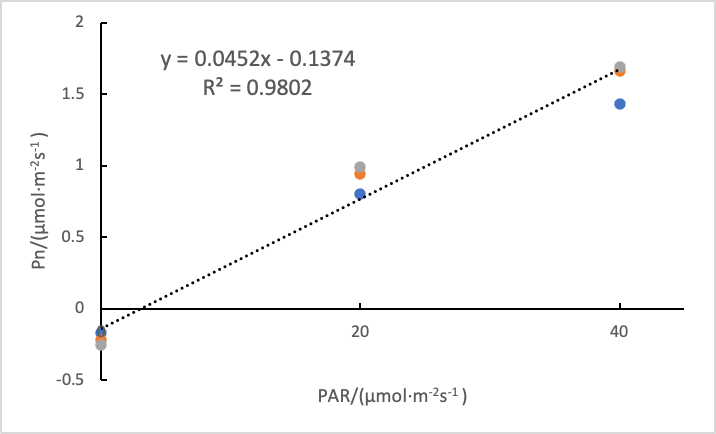 y = 0.0452x - 0.1374
R² = 0.9802
2
1.5
1
0.5
0
-0.5
20
40
Pn/(μmol·m⁻²s⁻¹)
PAR/(μmol·m⁻²s⁻¹ )